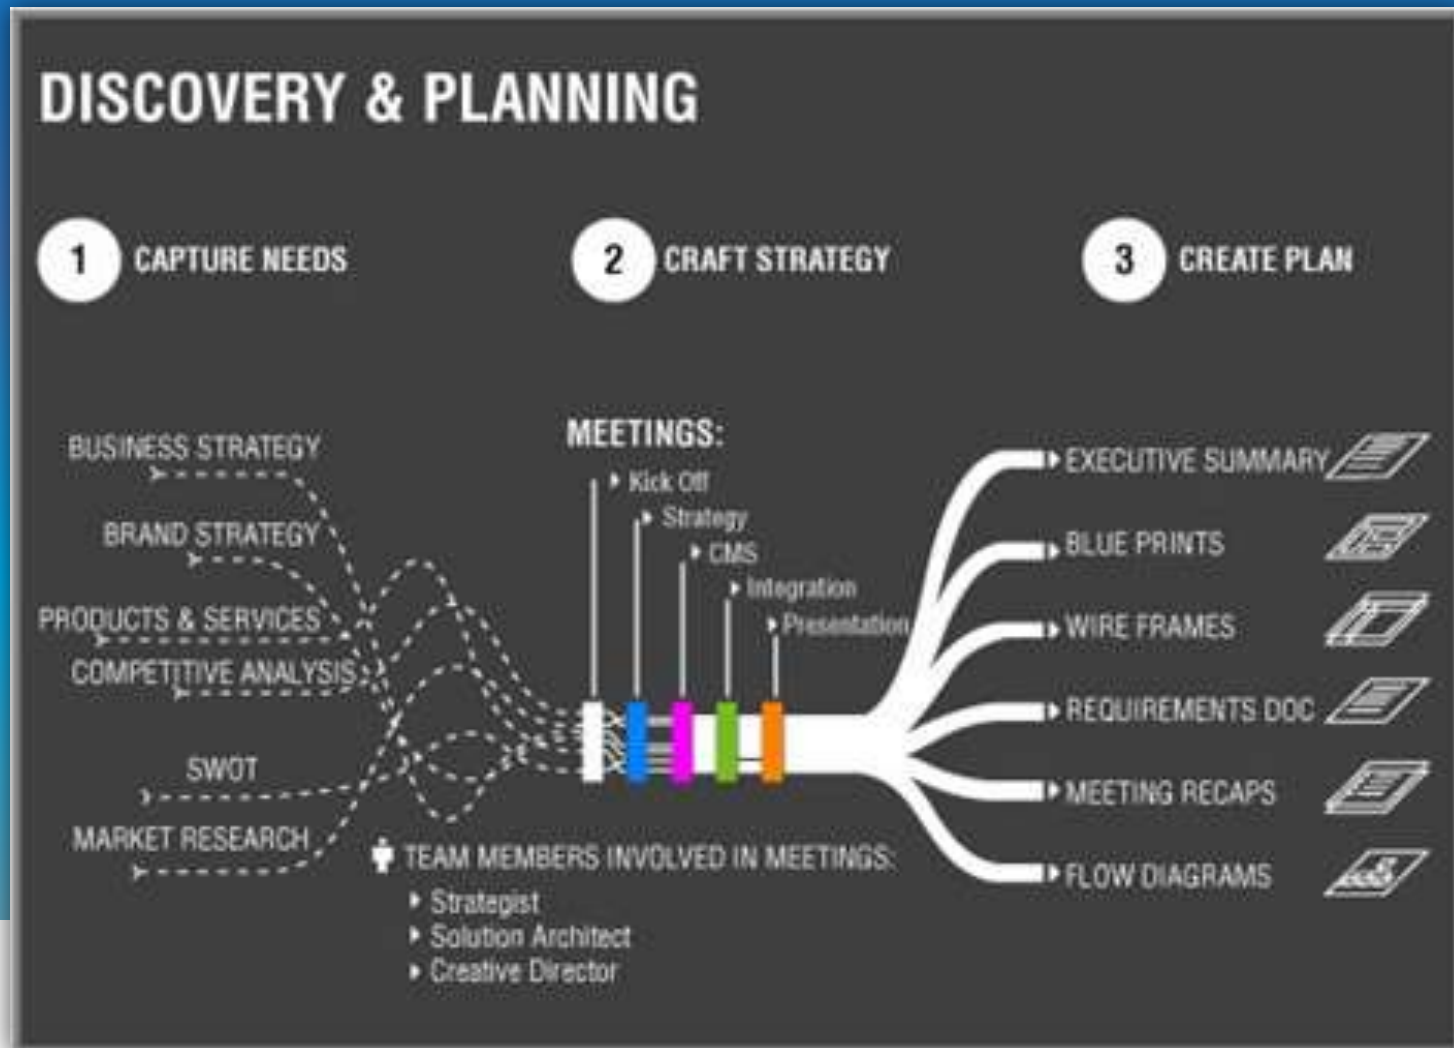 DISCOVERY & PLANNING
1 CAPTURE NEEDS
2 CRAFT STRATEGY
3 CREATE PLAN
BUSINESS STRATEGY
BRAND STRATEGY
PRODUCTS & SERVICES
COMPETITIVE ANALYSIS
SWOT
MARKET RESEARCH
MEETINGS:
Kick Off
Strategy
CMS
Integration
Presentation
TEAM MEMBERS INVOLVED IN MEETINGS:
Strategist
Solution Architect
Creative Director
EXECUTIVE SUMMARY
BLUE PRINTS
WIRE FRAMES
REQUIREMENTS DOC
MEETING RECAPS
FLOW DIAGRAMS